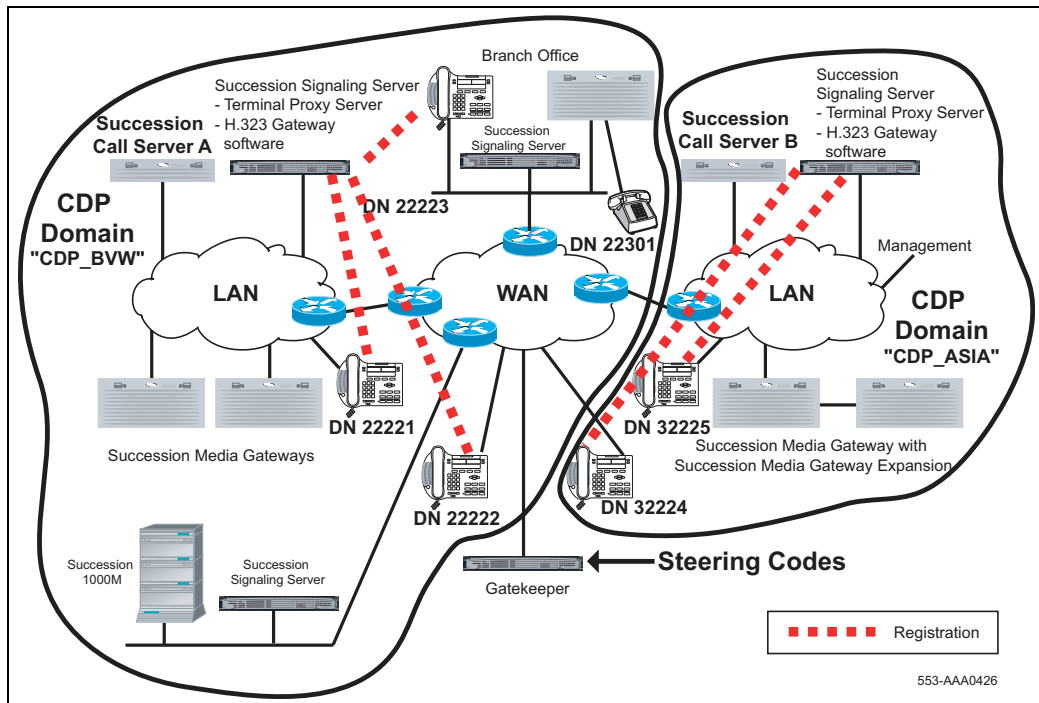 Branch Office
Succession Signaling Server
- Terminal Proxy Server
- H.323 Gateway
software
Succession
Call Server A
Succession
Signaling Server
Succession
Call Server B
Succession
Signaling Server
- Terminal Proxy Server
- H.323 Gateway
software
CDP
Domain
"CDP_BVW"
DN 22223
DN 22301
Management
LAN
WAN
LAN
CDP
Domain
"CDP_ASIA"
DN 22221
DN 32225
Succession Media Gateways
Succession Media Gateway with
Succession Media Gateway Expansion
DN 22222
DN 32224
Succession
1000M
Succession
Signaling Server
Steering Codes
Gatekeeper
Registration
553-AAA0426